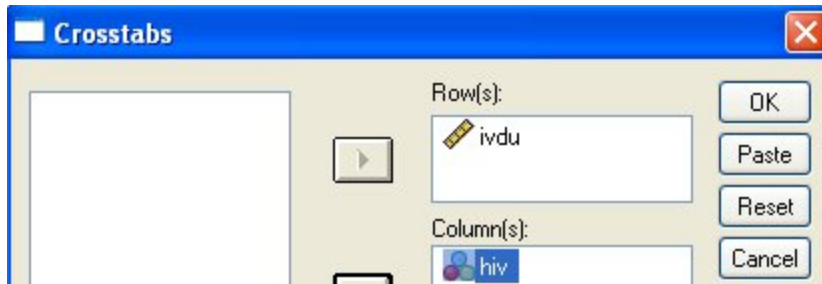 Crosstabs
Row(s):
ivdu
Column(s):
hiv
OK
Paste
Reset
Cancel